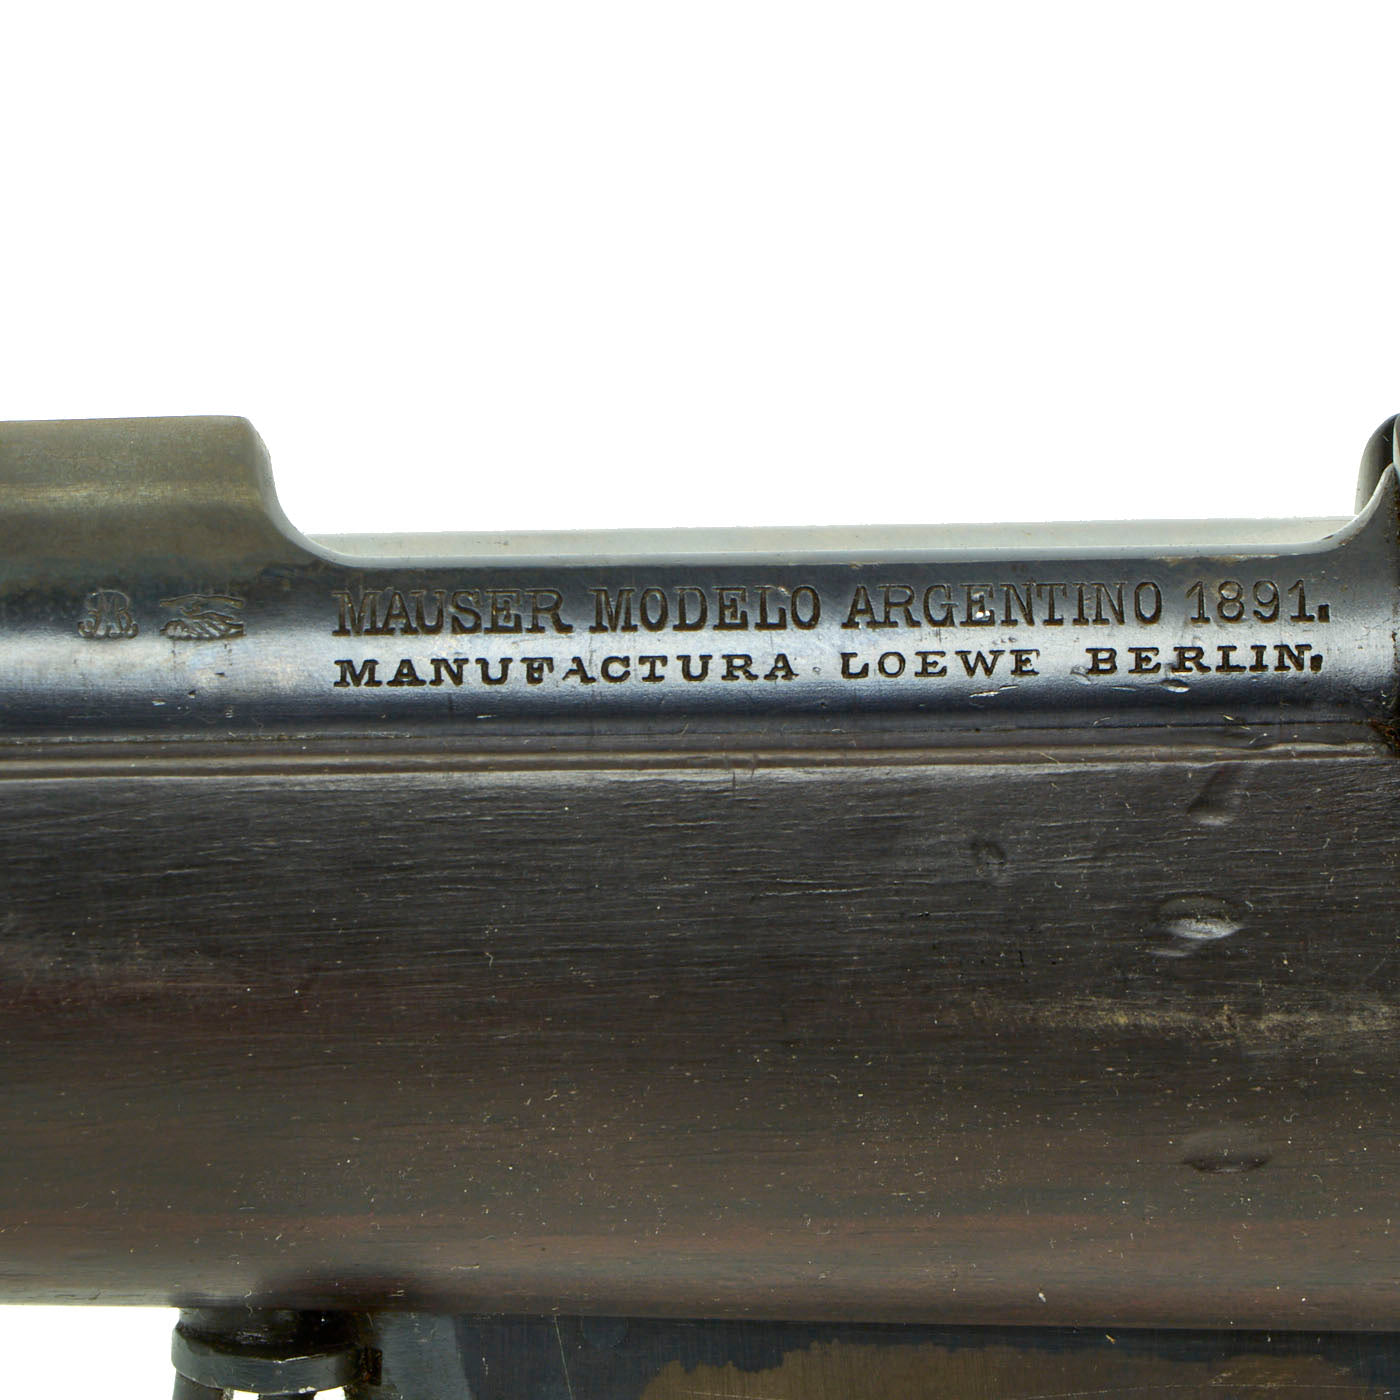 MAUSER MODELO ARGENTINO 1891.
MANUFACTURA LOEWE BERLIN.